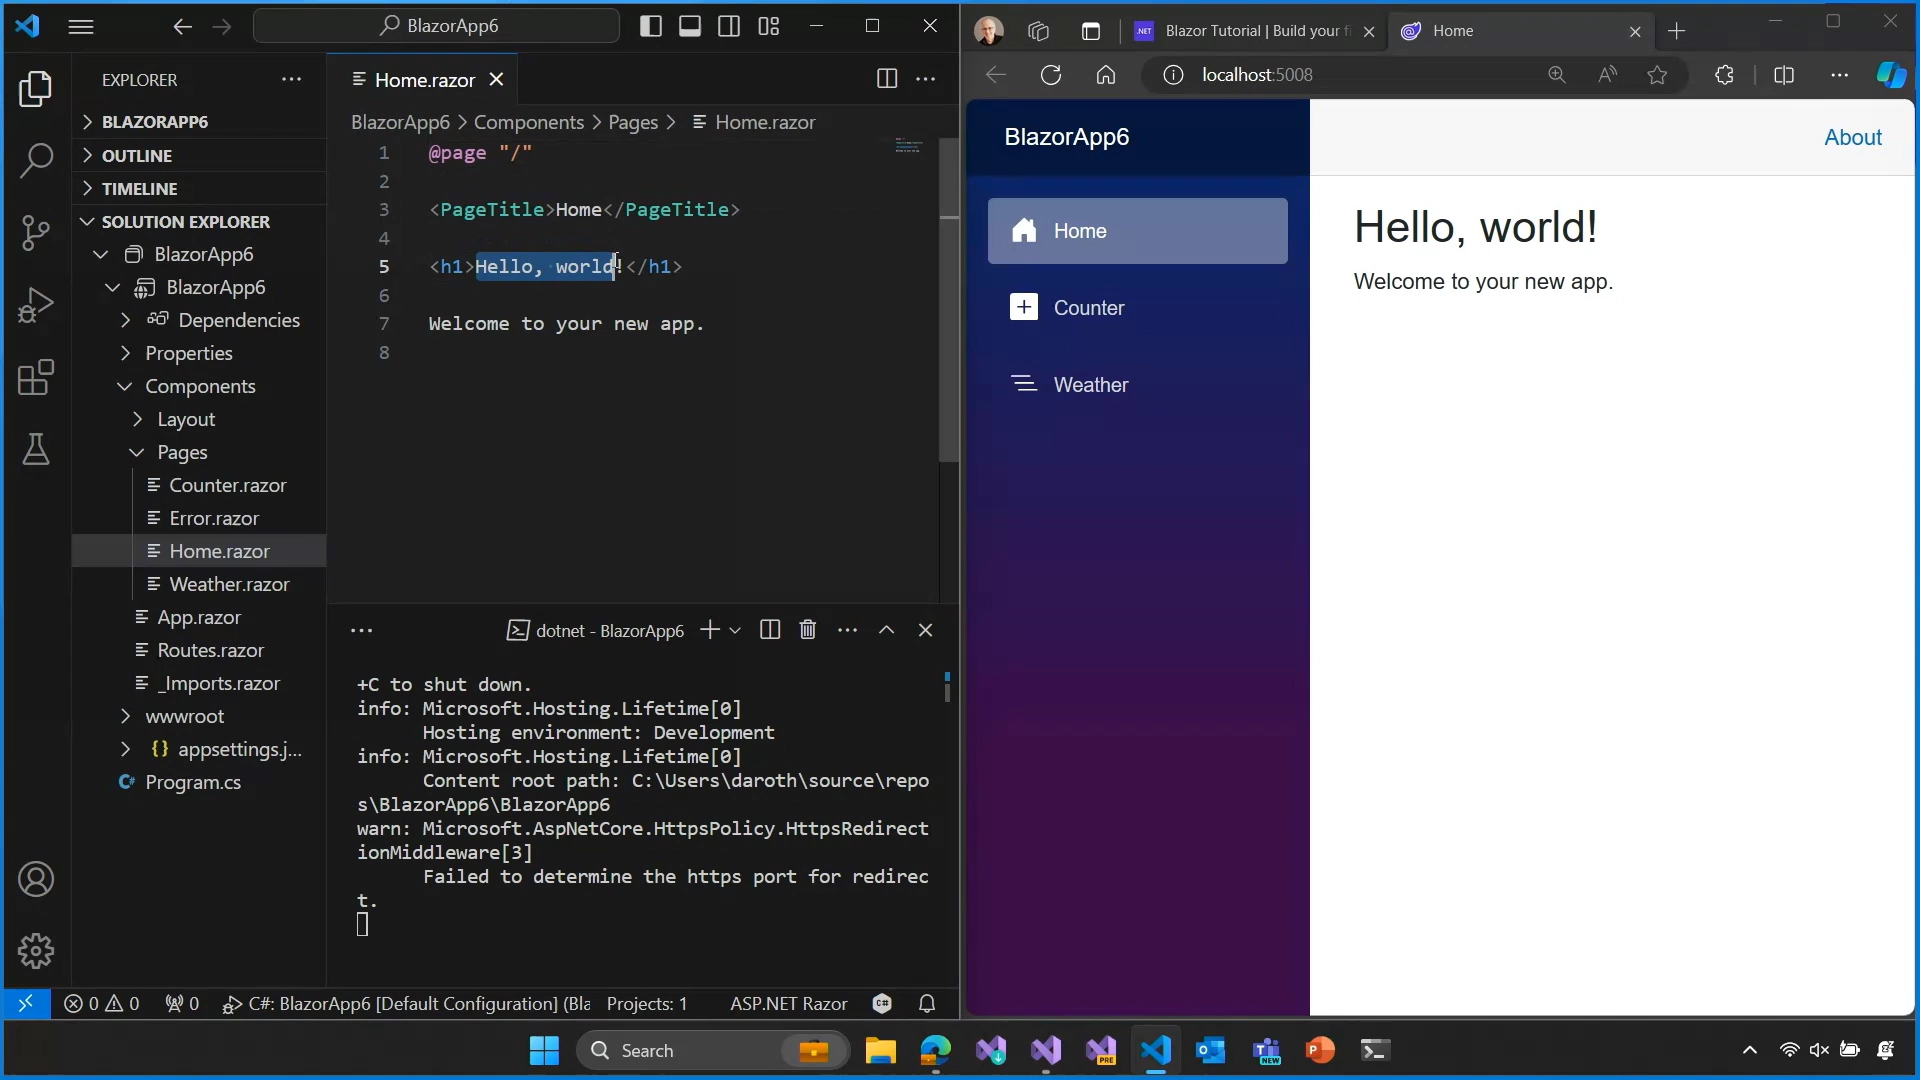 BlazorApp6
EXPLORER
BLAZORAPP6
OUTLINE
TIMELINE
SOLUTION EXPLORER
BlazorApp6
BlazorApp6
Dependencies
Properties
Components
Layout
Pages
Counter.razor
Error.razor
Home.razor
Weather.razor
App.razor
Routes.razor
_Imports.razor
wwwroot
{} appsettings.j...
C# Program.cs
Home.razor
BlazorApp6 > Components > Pages > Home.razor
1 @page "/"
2
3 <PageTitle>Home</PageTitle>
4
5 <h1>Hello, world!</h1>
6
7 Welcome to your new app.
8
dotnet - BlazorApp6
+C to shut down.
info: Microsoft.Hosting.Lifetime[0]
Hosting environment: Development
info: Microsoft.Hosting.Lifetime[0]
Content root path: C:\Users\daroth\source\repo
s\BlazorApp6\BlazorApp6
warn: Microsoft.AspNetCore.HttpsPolicy.HttpsRedirect
ionMiddleware[3]
Failed to determine the https port for redirec
t.
0 0 0 C#: BlazorApp6 [Default Configuration] (Bla Projects: 1 ASP.NET Razor
.NET Blazor Tutorial | Build your fi
Home
localhost:5008
BlazorApp6
About
Home
Counter
Weather
Hello, world!
Welcome to your new app.
Search
PRE
NEW